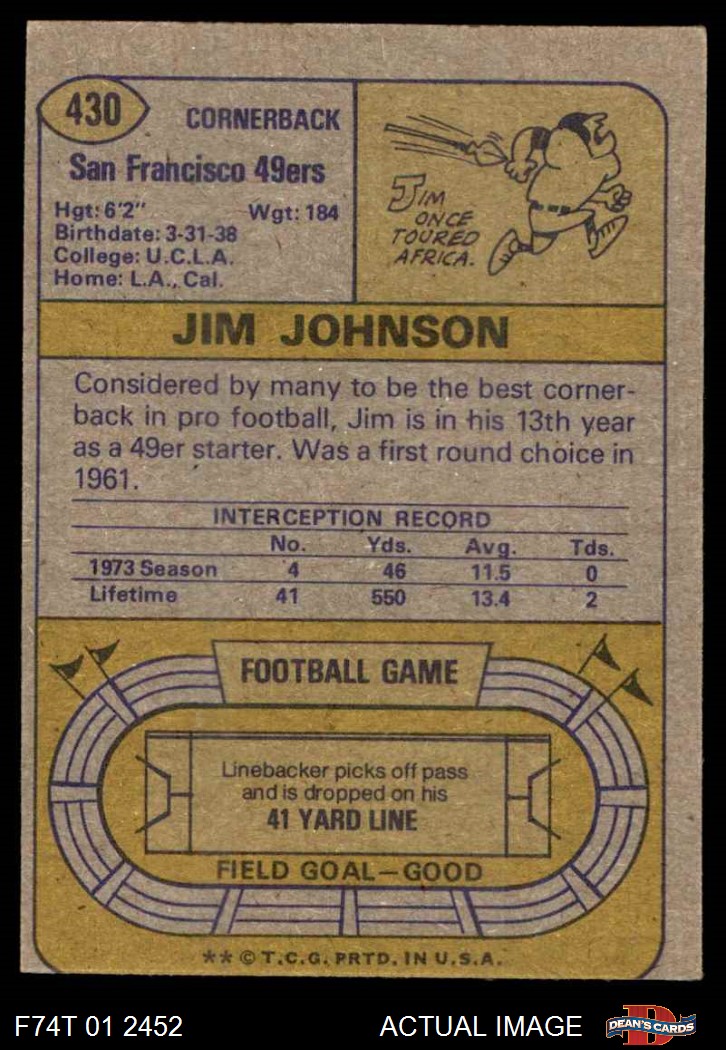 430
CORNERBACK
San Francisco 49ers
Hgt: 6'2" Wgt: 184
Birthdate: 3-31-38
College: U.C.L.A.
Home: L.A., Cal.
JIM
ONCE
TOURED
AFRICA.
JIM JOHNSON
Considered by many to be the best corner-
back in pro football, Jim is in his 13th year
as a 49er starter. Was a first round choice in
1961.
INTERCEPTION RECORD
No. Yds. Avg. Tds.
1973 Season 4 46 11.5 0
Lifetime 41 550 13.4 2
FOOTBALL GAME
Linebacker picks off pass
and is dropped on his
41 YARD LINE
FIELD GOAL—GOOD
** © T.C.G. PRTD. IN U.S.A.
F74T 01 2452 ACTUAL IMAGE
D
DEAN'S CARDS